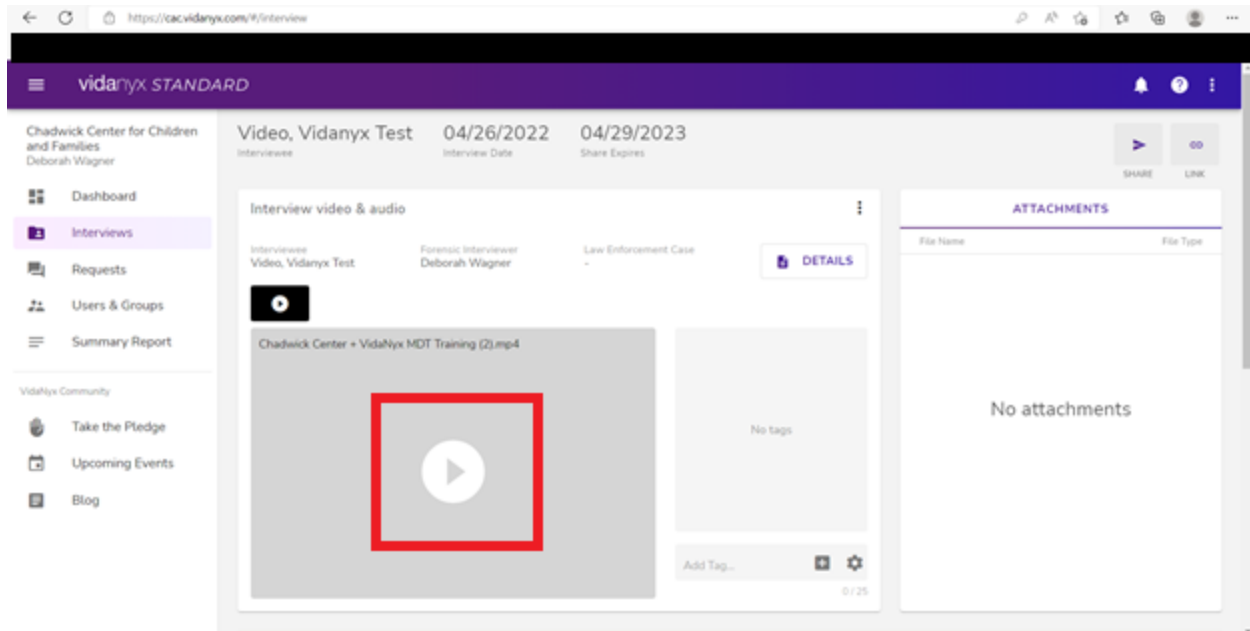 https://cac.vidanyx.com/#/interview
vidanyx STANDARD
Chadwick Center for Children
and Families
Deborah Wagner
Dashboard
Interviews
Requests
Users & Groups
Summary Report
VidaNyx Community
Take the Pledge
Upcoming Events
Blog
Video, Vidanyx Test
Interviewee
04/26/2022
Interview Date
04/29/2023
Share Expires
SHARE
LINK
Interview video & audio
Interviewee
Video, Vidanyx Test
Forensic Interviewer
Deborah Wagner
Law Enforcement Case
-
DETAILS
Chadwick Center + VidaNyx MDT Training (2).mp4
No tags
Add Tag...
0 / 25
ATTACHMENTS
File Name
File Type
No attachments